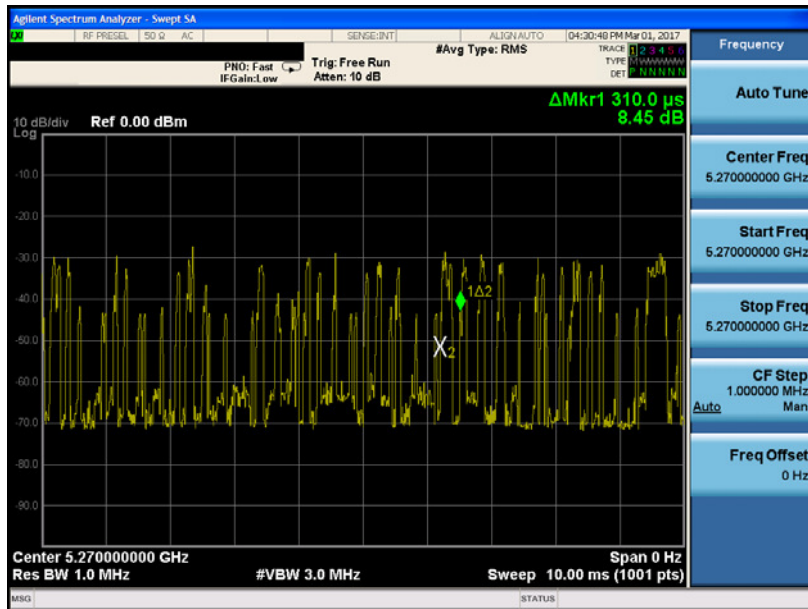 Agilent Spectrum Analyzer - Swept SA
RF PRESEL 50 Ω AC SENSE:INT ALIGN AUTO 04:30:48 PM Mar 01, 2017
#Avg Type: RMS
TRACE 1 2 3 4 5 6
TYPE M W W W W W
DET P N N N N N
PNO: Fast Trig: Free Run
IFGain:Low Atten: 10 dB
ΔMkr1 310.0 µs
8.45 dB
10 dB/div Ref 0.00 dBm
Log
-10.0
-20.0
-30.0
-40.0
1Δ2
-50.0
X2
-60.0
-70.0
-80.0
-90.0
Center 5.270000000 GHz Span 0 Hz
Res BW 1.0 MHz #VBW 3.0 MHz Sweep 10.00 ms (1001 pts)
MSG STATUS
Frequency
Auto Tune
Center Freq
5.270000000 GHz
Start Freq
5.270000000 GHz
Stop Freq
5.270000000 GHz
CF Step
1.000000 MHz
Auto Man
Freq Offset
0 Hz